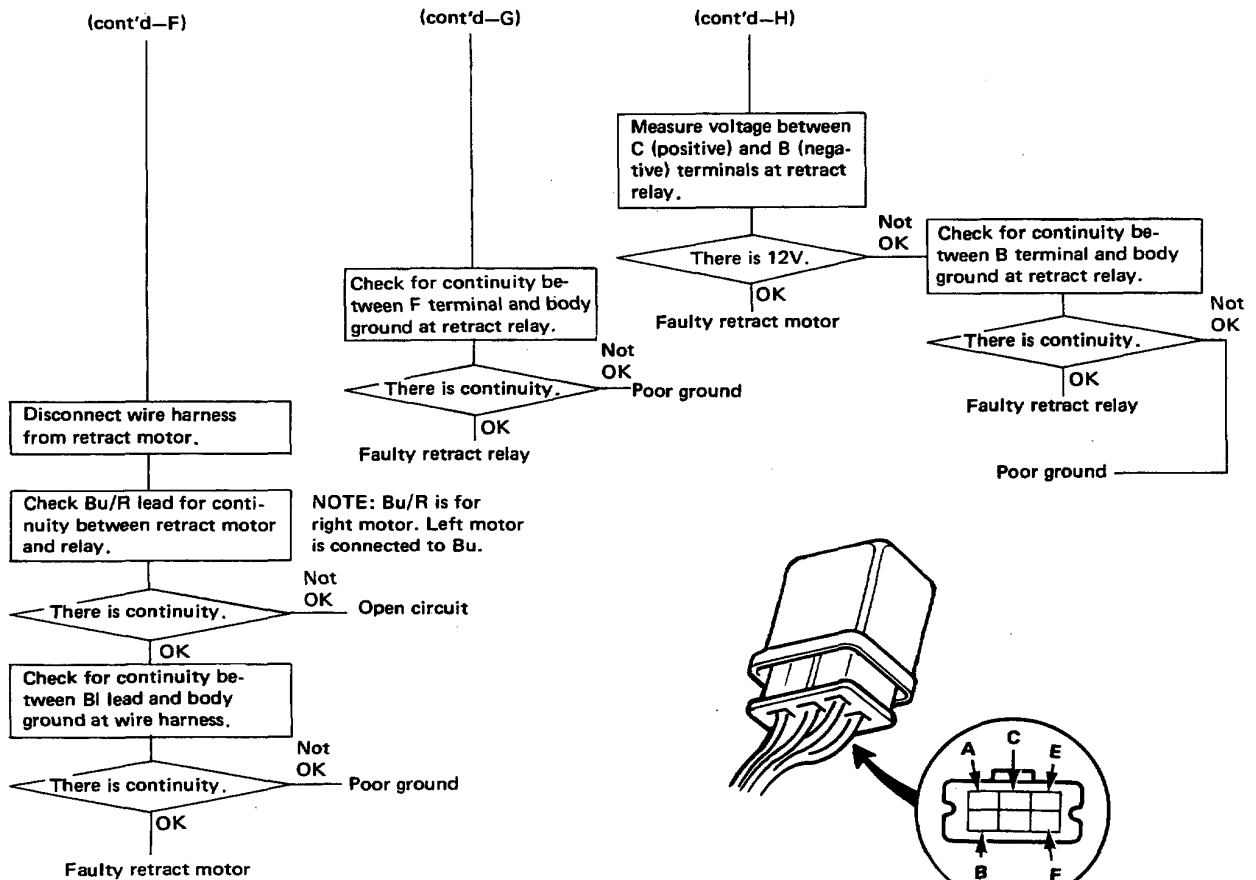 (cont'd—F)
Disconnect wire harness
from retract motor.
Check Bu/R lead for conti-
nuity between retract motor
and relay.
NOTE: Bu/R is for
right motor. Left motor
is connected to Bu.
There is continuity.
Not
OK
Open circuit
OK
Check for continuity be-
tween Bl lead and body
ground at wire harness.
There is continuity.
Not
OK
Poor ground
OK
Faulty retract motor
(cont'd—G)
Check for continuity be-
tween F terminal and body
ground at retract relay.
There is continuity.
Not
OK
Poor ground
OK
Faulty retract relay
(cont'd—H)
Measure voltage between
C (positive) and B (nega-
tive) terminals at retract
relay.
There is 12V.
Not
OK
OK
Faulty retract motor
Check for continuity be-
tween B terminal and body
ground at retract relay.
There is continuity.
Not
OK
OK
Faulty retract relay
Poor ground
A
C
E
B